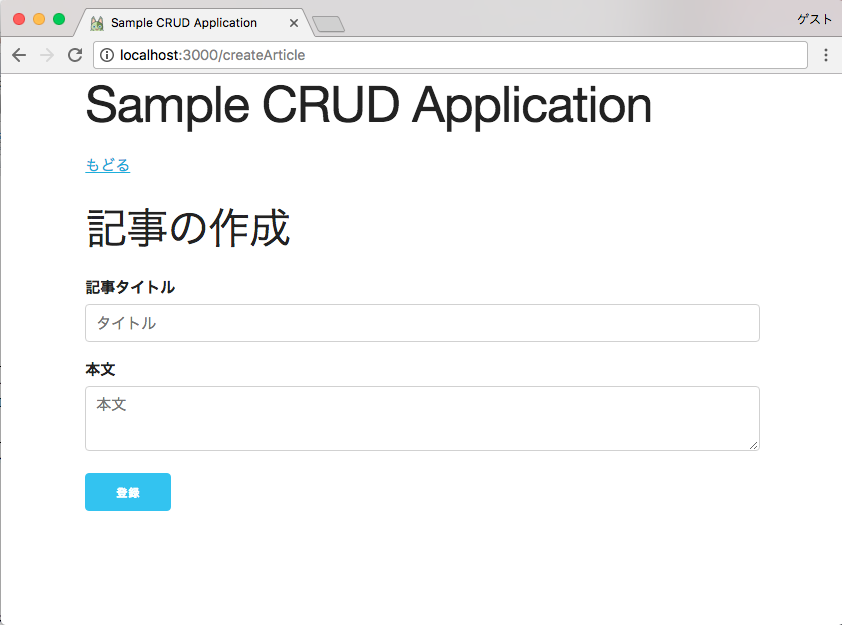 Sample CRUD Application
ゲスト
localhost:3000/createArticle
Sample CRUD Application
もどる
記事の作成
記事タイトル
タイトル
本文
本文
登録